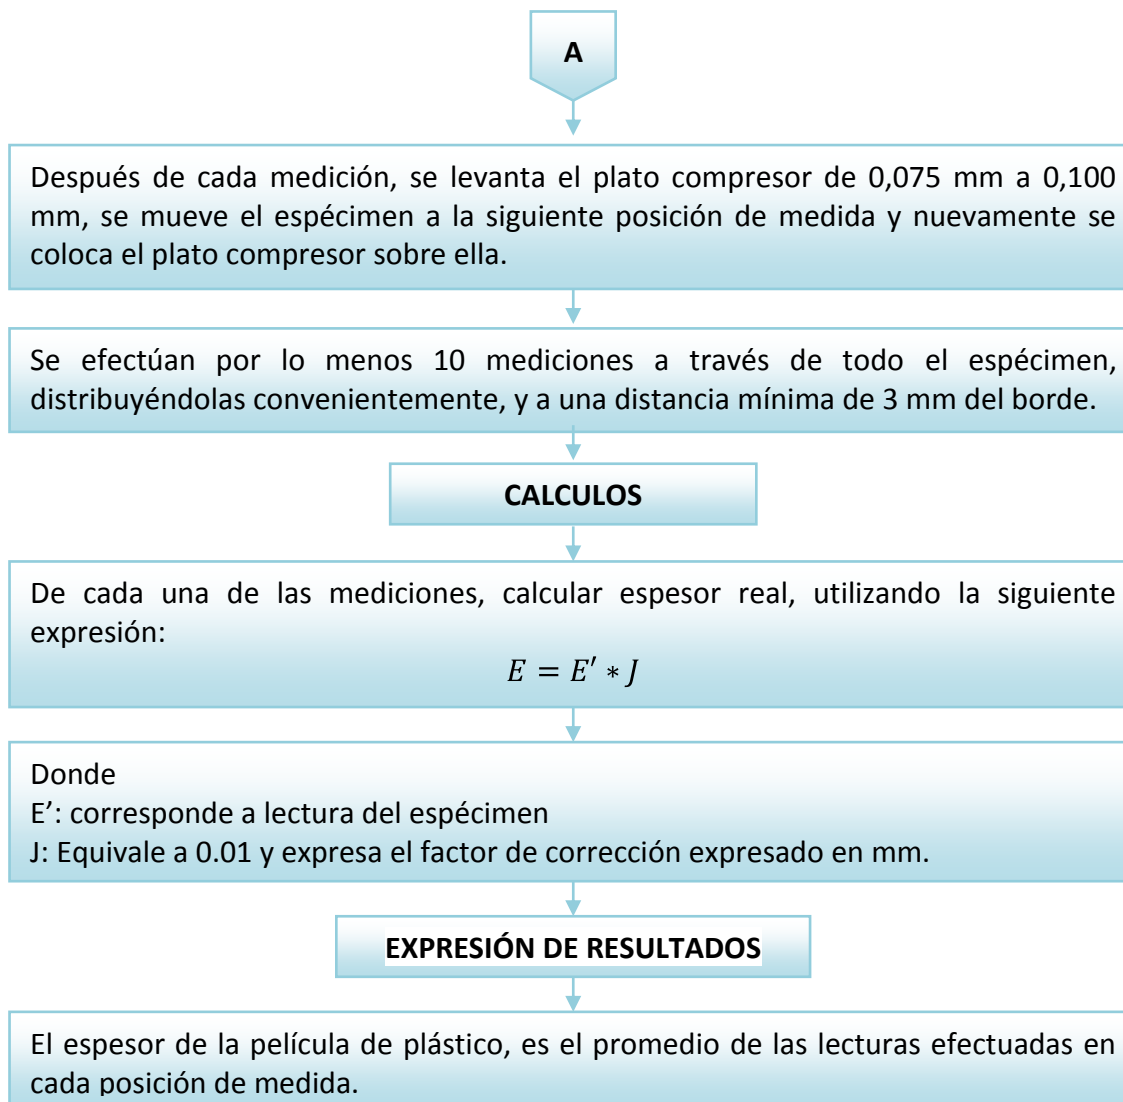 A
Después de cada medición, se levanta el plato compresor de 0,075 mm a 0,100
mm, se mueve el espécimen a la siguiente posición de medida y nuevamente se
coloca el plato compresor sobre ella.
Se efectúan por lo menos 10 mediciones a través de todo el espécimen,
distribuyéndolas convenientemente, y a una distancia mínima de 3 mm del borde.
CALCULOS
De cada una de las mediciones, calcular espesor real, utilizando la siguiente
expresión:
E = E′ ∗ J
Donde
E’: corresponde a lectura del espécimen
J: Equivale a 0.01 y expresa el factor de corrección expresado en mm.
EXPRESIÓN DE RESULTADOS
El espesor de la película de plástico, es el promedio de las lecturas efectuadas en
cada posición de medida.